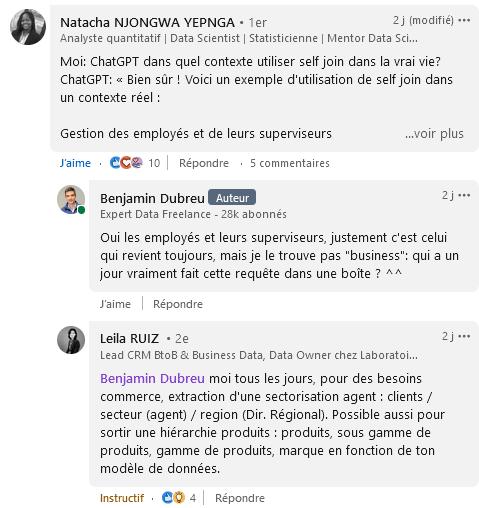 Natacha NJONGWA YEPNGA • 1er
2 j (modifié) •••
Analyste quantitatif | Data Scientist | Statisticienne | Mentor Data Sci...
Moi: ChatGPT dans quel contexte utiliser self join dans la vrai vie?
ChatGPT: « Bien sûr ! Voici un exemple d'utilisation de self join dans
un contexte réel :
Gestion des employés et de leurs superviseurs
...voir plus
J'aime · 10 | Répondre · 5 commentaires
Benjamin Dubreu Auteur
2 j •••
Expert Data Freelance - 28k abonnés
Oui les employés et leurs superviseurs, justement c'est celui
qui revient toujours, mais je le trouve pas "business": qui a un
jour vraiment fait cette requête dans une boîte ? ^^
J'aime | Répondre
Leila RUIZ • 2e
2 j •••
Lead CRM BtoB & Business Data, Data Owner chez Laboratoi...
Benjamin Dubreu moi tous les jours, pour des besoins
commerce, extraction d'une sectorisation agent : clients /
secteur (agent) / region (Dir. Régional). Possible aussi pour
sortir une hiérarchie produits : produits, sous gamme de
produits, gamme de produits, marque en fonction de ton
modèle de données.
Instructif · 4 | Répondre